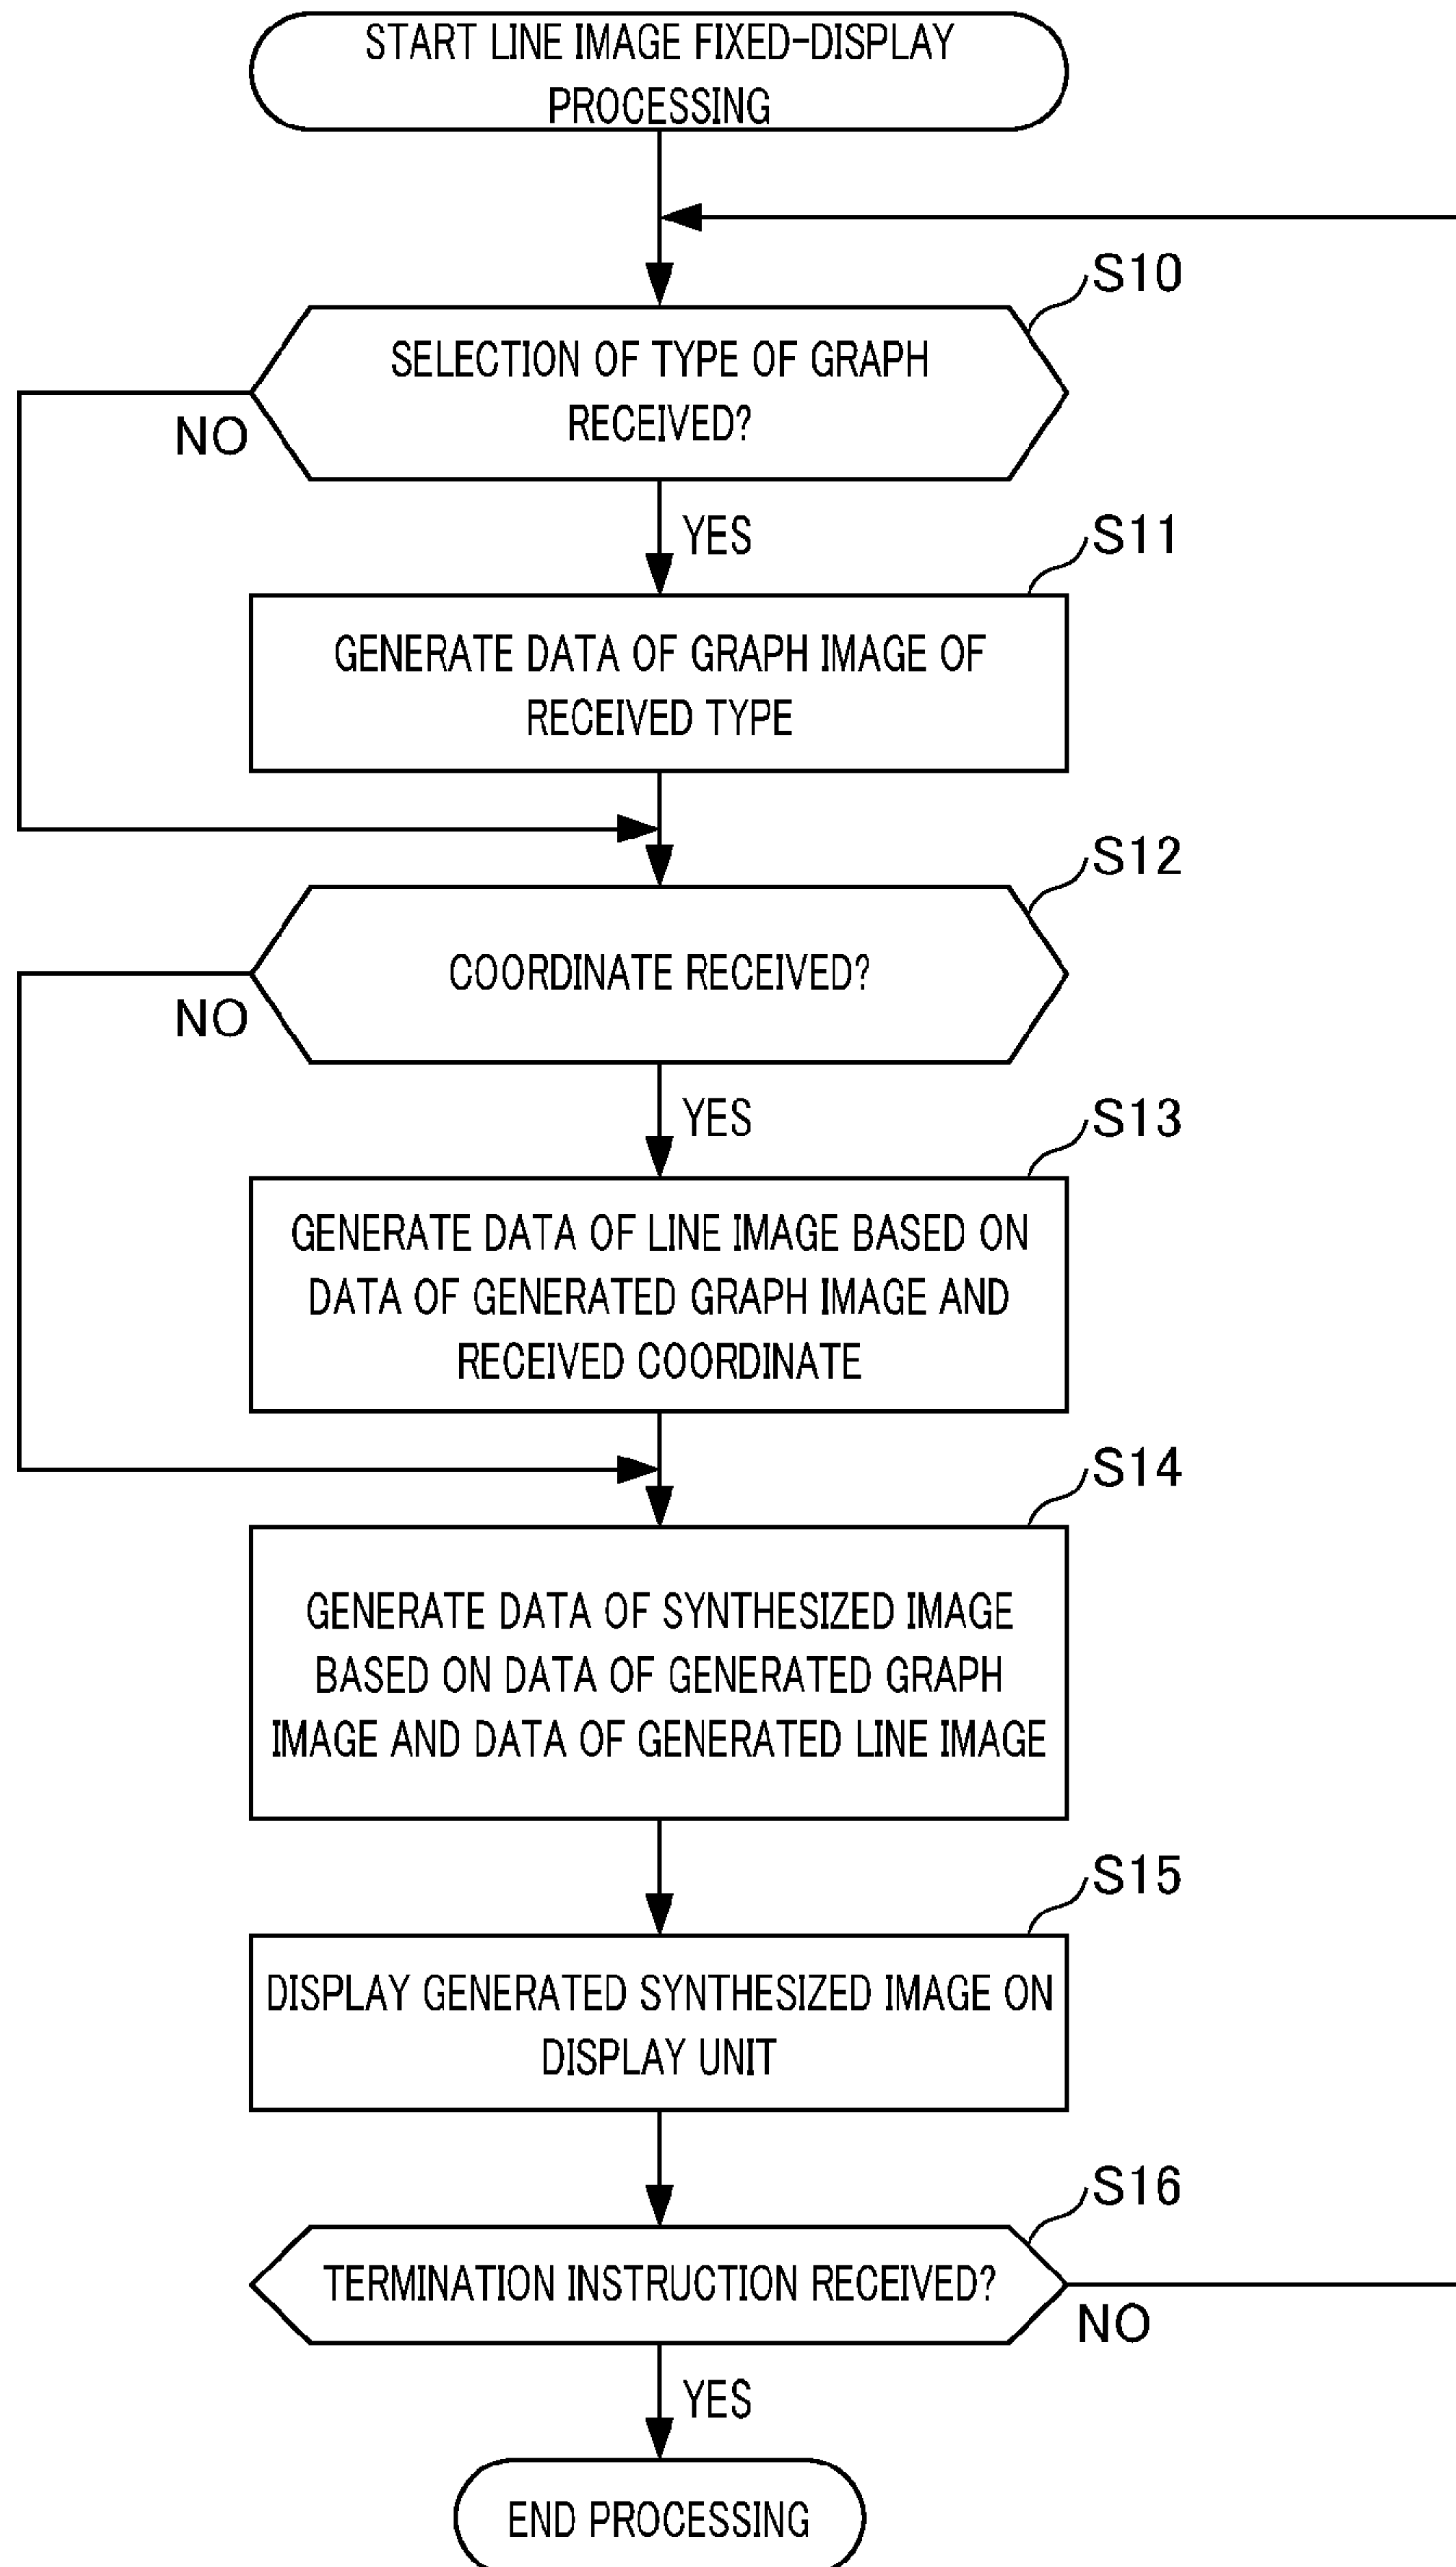 START LINE IMAGE FIXED-DISPLAY
PROCESSING
S10
SELECTION OF TYPE OF GRAPH
RECEIVED?
NO
YES
S11
GENERATE DATA OF GRAPH IMAGE OF
RECEIVED TYPE
S12
COORDINATE RECEIVED?
NO
YES
S13
GENERATE DATA OF LINE IMAGE BASED ON
DATA OF GENERATED GRAPH IMAGE AND
RECEIVED COORDINATE
S14
GENERATE DATA OF SYNTHESIZED IMAGE
BASED ON DATA OF GENERATED GRAPH
IMAGE AND DATA OF GENERATED LINE IMAGE
S15
DISPLAY GENERATED SYNTHESIZED IMAGE ON
DISPLAY UNIT
S16
TERMINATION INSTRUCTION RECEIVED?
NO
YES
END PROCESSING